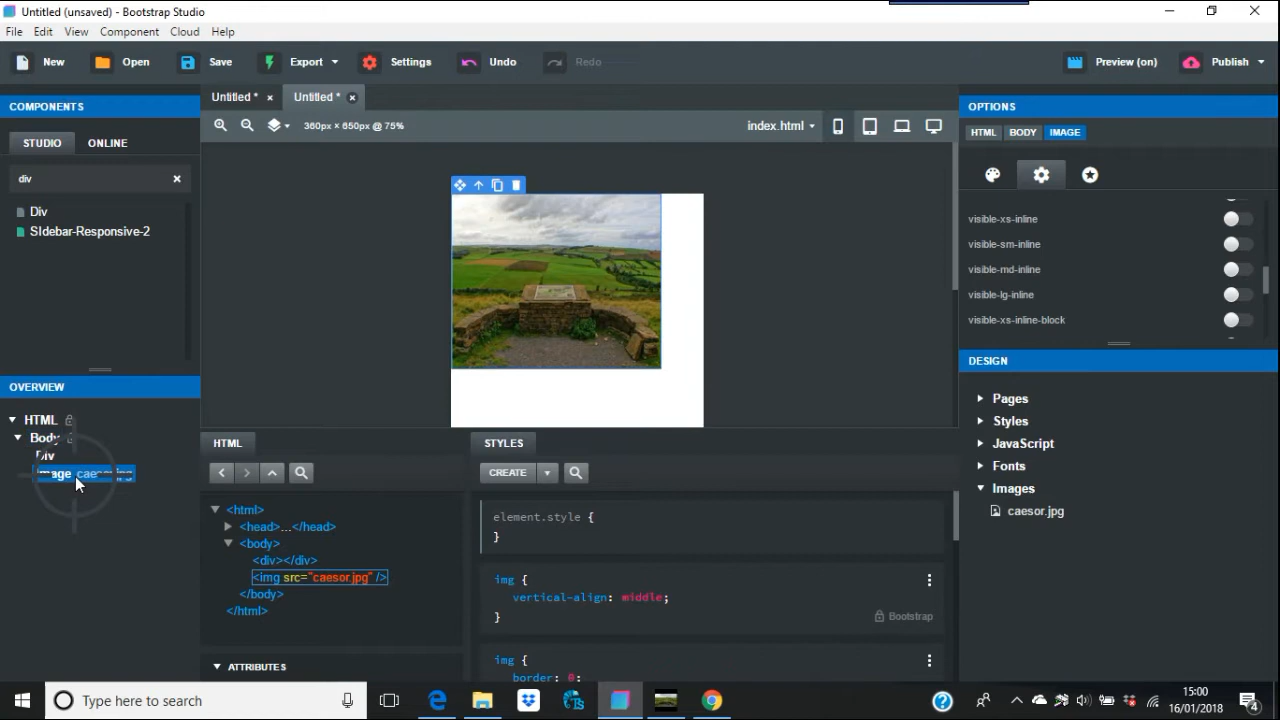 Untitled (unsaved) - Bootstrap Studio
File Edit View Component Cloud Help
New Open Save Export Settings Undo Redo Preview (on) Publish
COMPONENTS
STUDIO ONLINE
div
Div
SIdebar-Responsive-2
OVERVIEW
HTML
Body
Div
Image caesor.jpg
Untitled * Untitled *
360px × 650px @ 75%
index.html
HTML
<html>
<head>...</head>
<body>
<div></div>
<img src="caesor.jpg" />
</body>
</html>
ATTRIBUTES
STYLES
CREATE
element.style {
}
img {
vertical-align: middle;
}
Bootstrap
img {
border: 0;
OPTIONS
HTML BODY IMAGE
visible-xs-inline
visible-sm-inline
visible-md-inline
visible-lg-inline
visible-xs-inline-block
DESIGN
Pages
Styles
JavaScript
Fonts
Images
caesor.jpg
Type here to search
15:00
16/01/2018
4